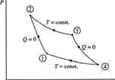 P
②
T = const.
③
Q = 0
Q = 0
①
T = const.
④